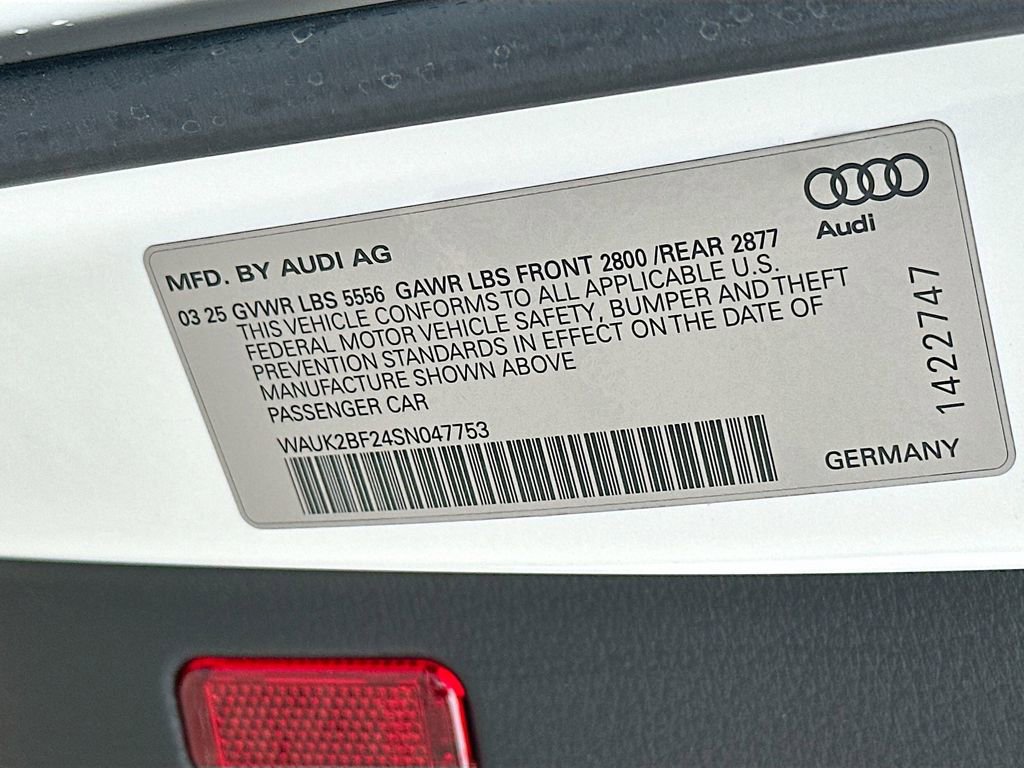 Audi
MFD. BY AUDI AG
03 25 GVWR LBS 5556 GAWR LBS FRONT 2800 /REAR 2877
THIS VEHICLE CONFORMS TO ALL APPLICABLE U.S.
FEDERAL MOTOR VEHICLE SAFETY, BUMPER AND THEFT
PREVENTION STANDARDS IN EFFECT ON THE DATE OF
MANUFACTURE SHOWN ABOVE
PASSENGER CAR
WAUK2BF24SN047753
GERMANY
1422747